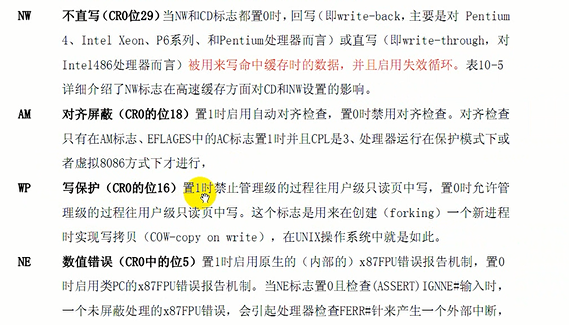 NW 不直写（CR0位29）当NW和CD标志都置0时，回写（即write-back，主要是对 Pentium
4、Intel Xeon、P6系列、和Pentium处理器而言）或直写（即write-through，对
Intel486处理器而言）被用来写命中缓存时的数据，并且启用失效循环。表10-5
详细介绍了NW标志在高速缓存方面对CD和NW设置的影响。
AM 对齐屏蔽（CR0的位18）置1时启用自动对齐检查，置0时禁用对齐检查。对齐检查
只有在AM标志、EFLAGES中的AC标志置1时并且CPL是3、处理器运行在保护模式下或
者虚拟8086方式下才进行，
WP 写保护（CR0的位16）置1时禁止管理级的过程往用户级只读页中写，置0时允许管
理级的过程往用户级只读页中写。这个标志是用来在创建（forking）一个新进程
时实现写拷贝（COW-copy on write），在UNIX操作系统中就是如此。
NE 数值错误（CR0中的位5）置1时启用原生的（内部的）x87FPU错误报告机制，置0
时启用类PC的x87FPU错误报告机制。当NE标志置0且检查(ASSERT)IGNNE#输入时，
一个未屏蔽处理的x87FPU错误，会引起处理器检查FERR#针来产生一个外部中断，